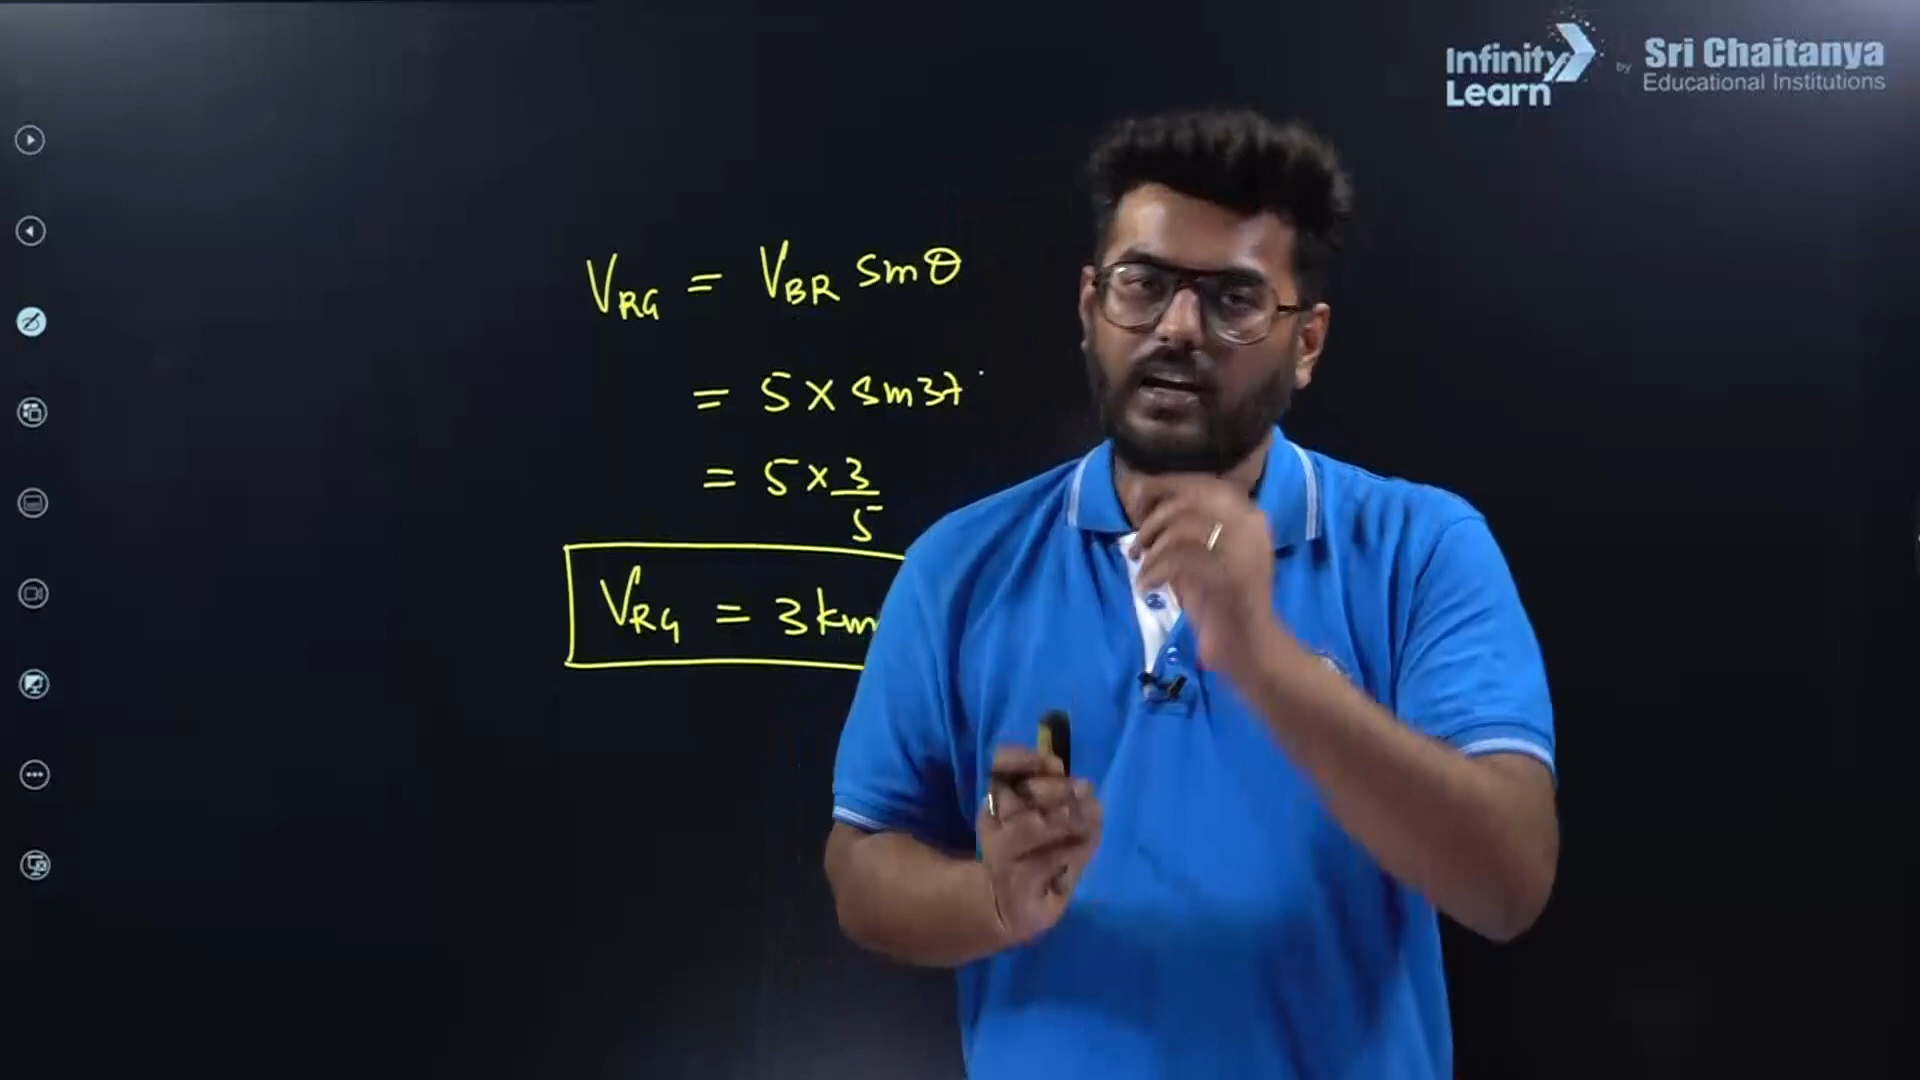 Infinity Learn by Sri Chaitanya Educational Institutions
V_RG = V_BR sinθ
= 5 × sin37
= 5 × 3/5
V_RG = 3km